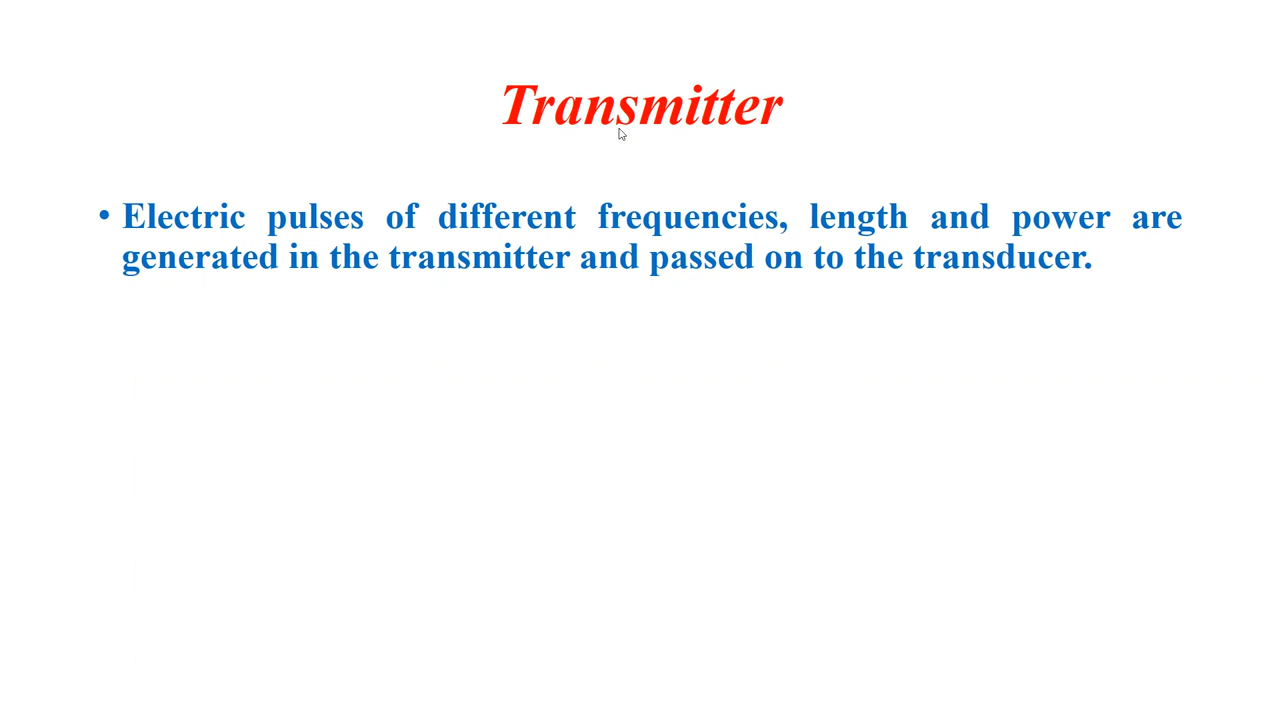 Transmitter
• Electric pulses of different frequencies, length and power are
generated in the transmitter and passed on to the transducer.